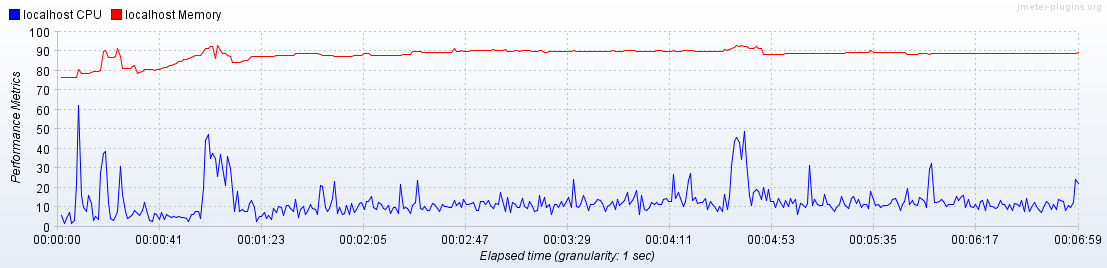 jmeter-plugins.org
localhost CPU localhost Memory
100
90
80
70
60
50
40
30
20
10
0
Performance Metrics
00:00:00 00:00:41 00:01:23 00:02:05 00:02:47 00:03:29 00:04:11 00:04:53 00:05:35 00:06:17 00:06:59
Elapsed time (granularity: 1 sec)